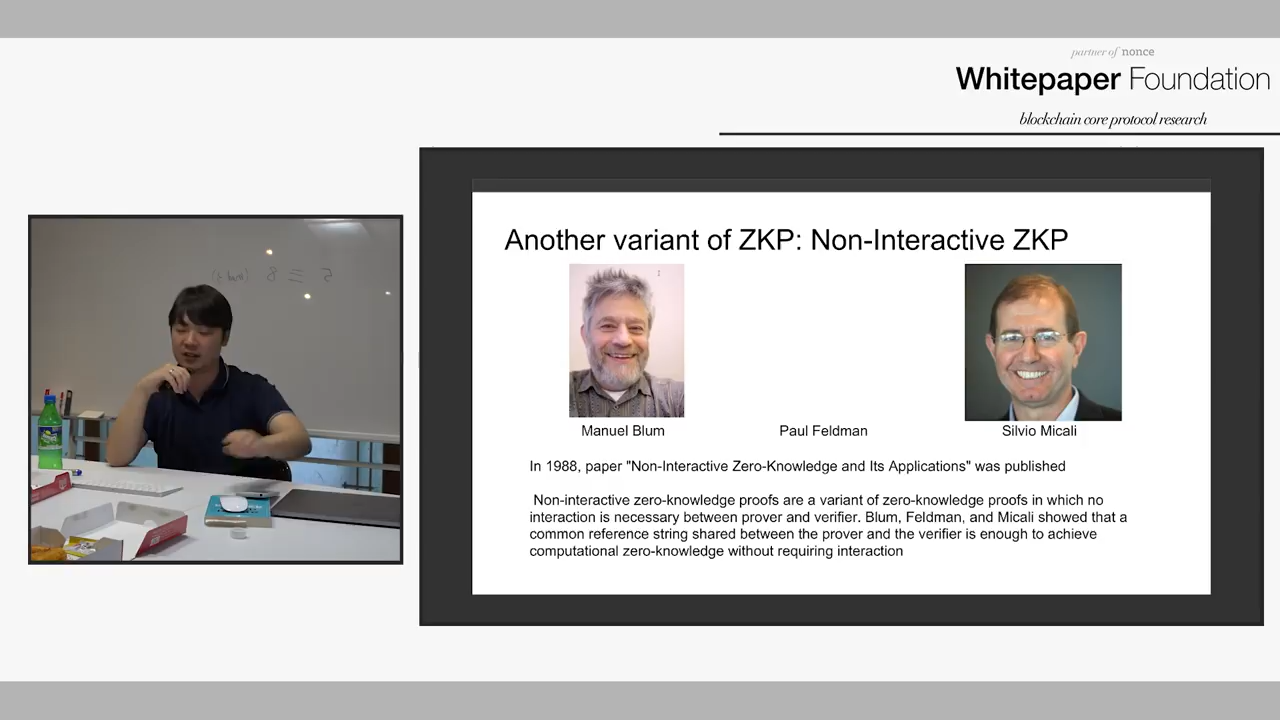 partner of nonce
Whitepaper Foundation
blockchain core protocol research
Another variant of ZKP: Non-Interactive ZKP
Manuel Blum
Paul Feldman
Silvio Micali
In 1988, paper "Non-Interactive Zero-Knowledge and Its Applications" was published
Non-interactive zero-knowledge proofs are a variant of zero-knowledge proofs in which no
interaction is necessary between prover and verifier. Blum, Feldman, and Micali showed that a
common reference string shared between the prover and the verifier is enough to achieve
computational zero-knowledge without requiring interaction